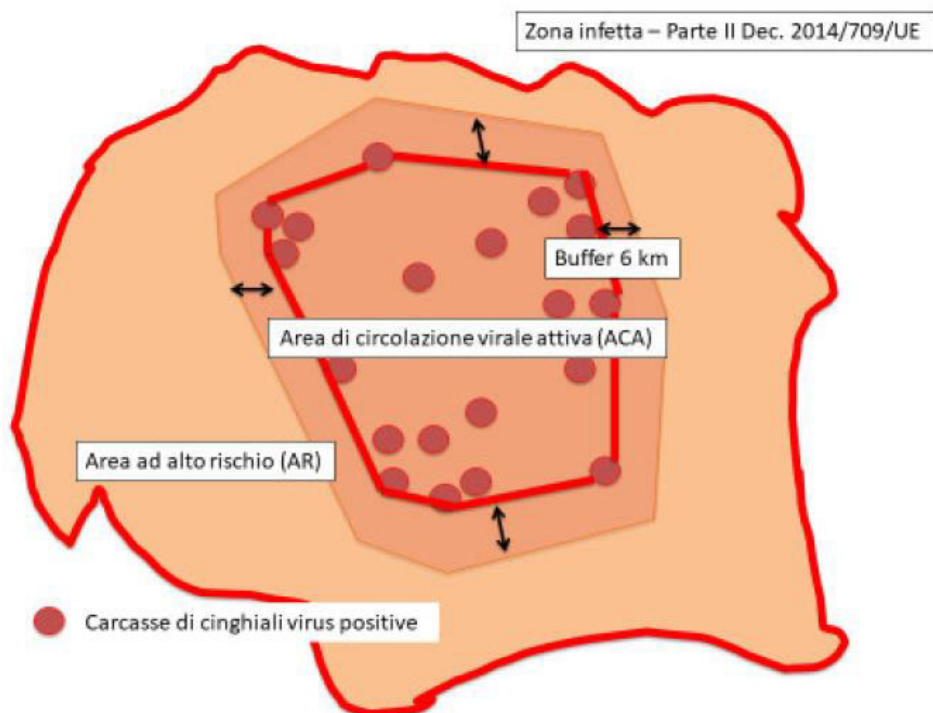 Zona infetta – Parte II Dec. 2014/709/UE
Buffer 6 km
Area di circolazione virale attiva (ACA)
Area ad alto rischio (AR)
Carcasse di cinghiali virus positive